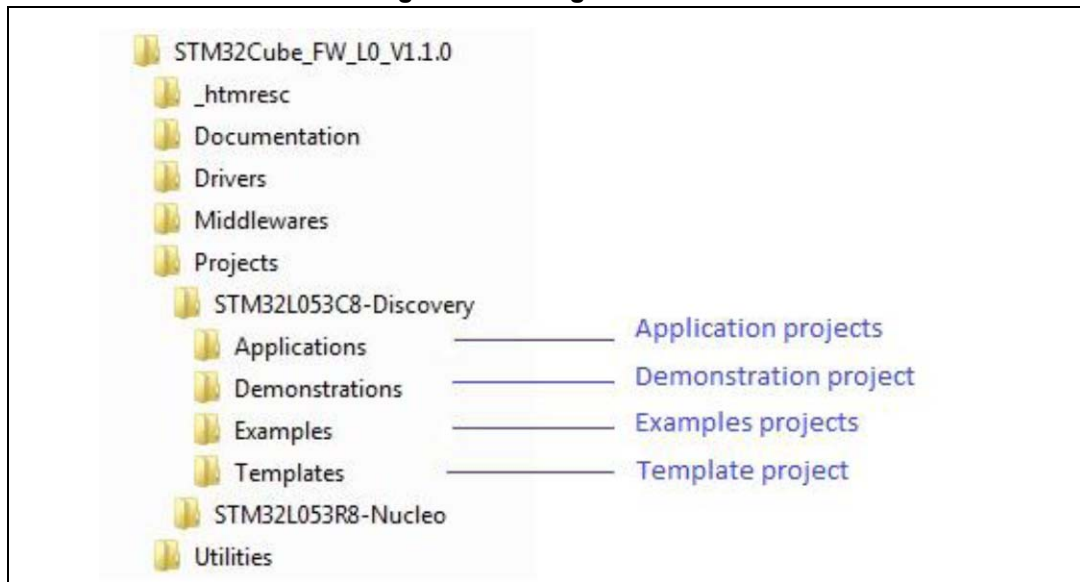 STM32Cube_FW_L0_V1.1.0
_htmresc
Documentation
Drivers
Middlewares
Projects
STM32L053C8-Discovery
Applications Application projects
Demonstrations Demonstration project
Examples Examples projects
Templates Template project
STM32L053R8-Nucleo
Utilities